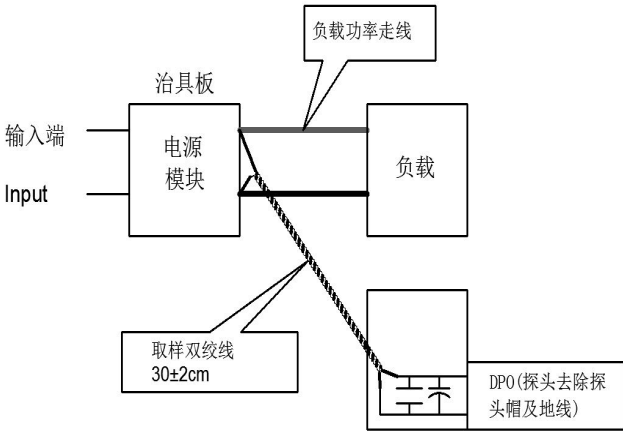 负载功率走线
治具板
输入端
Input
电源
模块
负载
取样双绞线
30±2cm
DPO(探头去除探
头帽及地线)